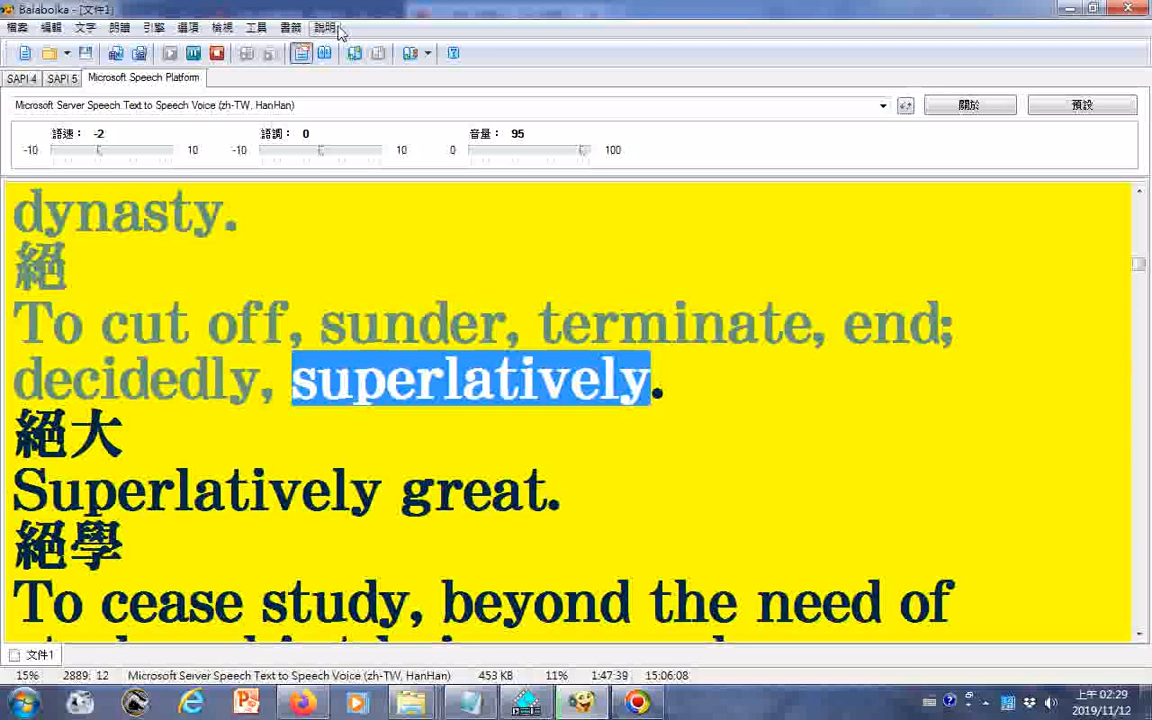 Balabolka - [文件1]
檔案 編輯 文字 朗讀 引擎 選項 檢視 工具 書籤 說明
SAPI 4 SAPI 5 Microsoft Speech Platform
Microsoft Server Speech Text to Speech Voice (zh-TW, HanHan) 關於 預設
語速： -2 語調： 0 音量： 95
-10 10 -10 10 0 100
dynasty.
絕
To cut off, sunder, terminate, end;
decidedly, superlatively.
絕大
Superlatively great.
絕學
To cease study, beyond the need of
文件1
15% 2889, 12 Microsoft Server Speech Text to Speech Voice (zh-TW, HanHan) 453 KB 11% 1:47:39 15:06:08
上午 02:29
2019/11/12